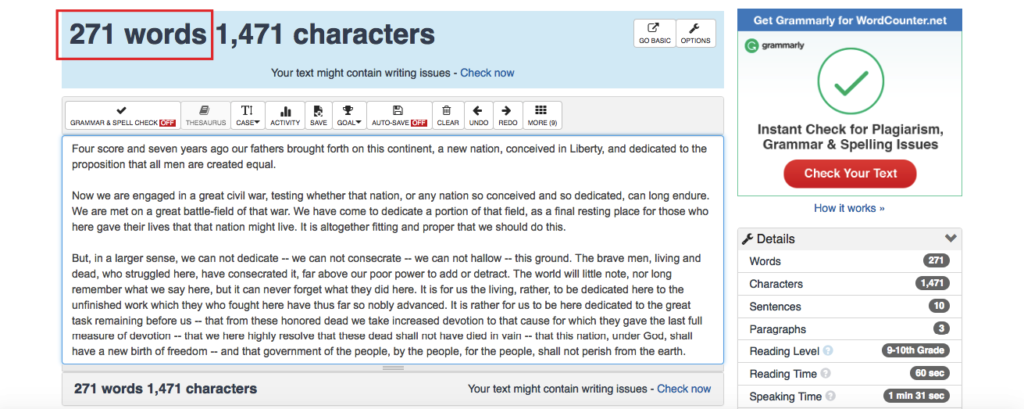 271 words 1,471 characters
GO BASIC
OPTIONS
Your text might contain writing issues - Check now
GRAMMAR & SPELL CHECK OFF
THESAURUS
CASE
ACTIVITY
SAVE
GOAL
AUTO-SAVE OFF
CLEAR
UNDO
REDO
MORE (9)
Four score and seven years ago our fathers brought forth on this continent, a new nation, conceived in Liberty, and dedicated to the
proposition that all men are created equal.
Now we are engaged in a great civil war, testing whether that nation, or any nation so conceived and so dedicated, can long endure.
We are met on a great battle-field of that war. We have come to dedicate a portion of that field, as a final resting place for those who
here gave their lives that that nation might live. It is altogether fitting and proper that we should do this.
But, in a larger sense, we can not dedicate -- we can not consecrate -- we can not hallow -- this ground. The brave men, living and
dead, who struggled here, have consecrated it, far above our poor power to add or detract. The world will little note, nor long
remember what we say here, but it can never forget what they did here. It is for us the living, rather, to be dedicated here to the
unfinished work which they who fought here have thus far so nobly advanced. It is rather for us to be here dedicated to the great
task remaining before us -- that from these honored dead we take increased devotion to that cause for which they gave the last full
measure of devotion -- that we here highly resolve that these dead shall not have died in vain -- that this nation, under God, shall
have a new birth of freedom -- and that government of the people, by the people, for the people, shall not perish from the earth.
271 words 1,471 characters
Your text might contain writing issues - Check now
Get Grammarly for WordCounter.net
grammarly
Instant Check for Plagiarism,
Grammar & Spelling Issues
Check Your Text
How it works »
Details
Words 271
Characters 1,471
Sentences 10
Paragraphs 3
Reading Level ? 9-10th Grade
Reading Time ? 60 sec
Speaking Time ? 1 min 31 sec